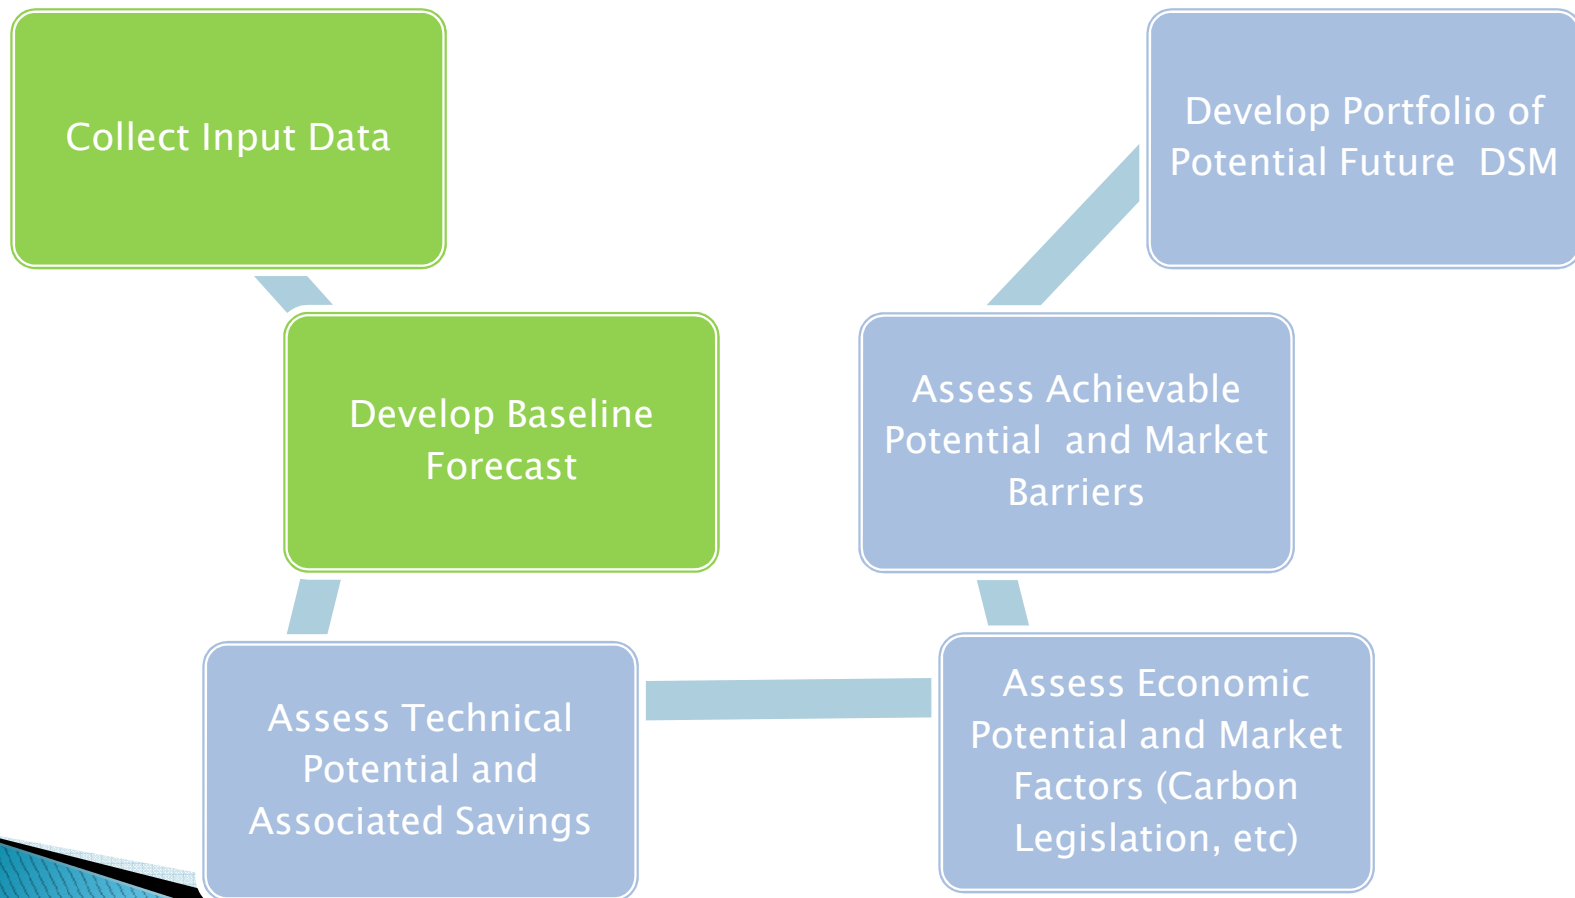 Collect Input Data
Develop Baseline
Forecast
Assess Technical
Potential and
Associated Savings
Assess Economic
Potential and Market
Factors (Carbon
Legislation, etc)
Assess Achievable
Potential  and Market
Barriers
Develop Portfolio of
Potential Future  DSM